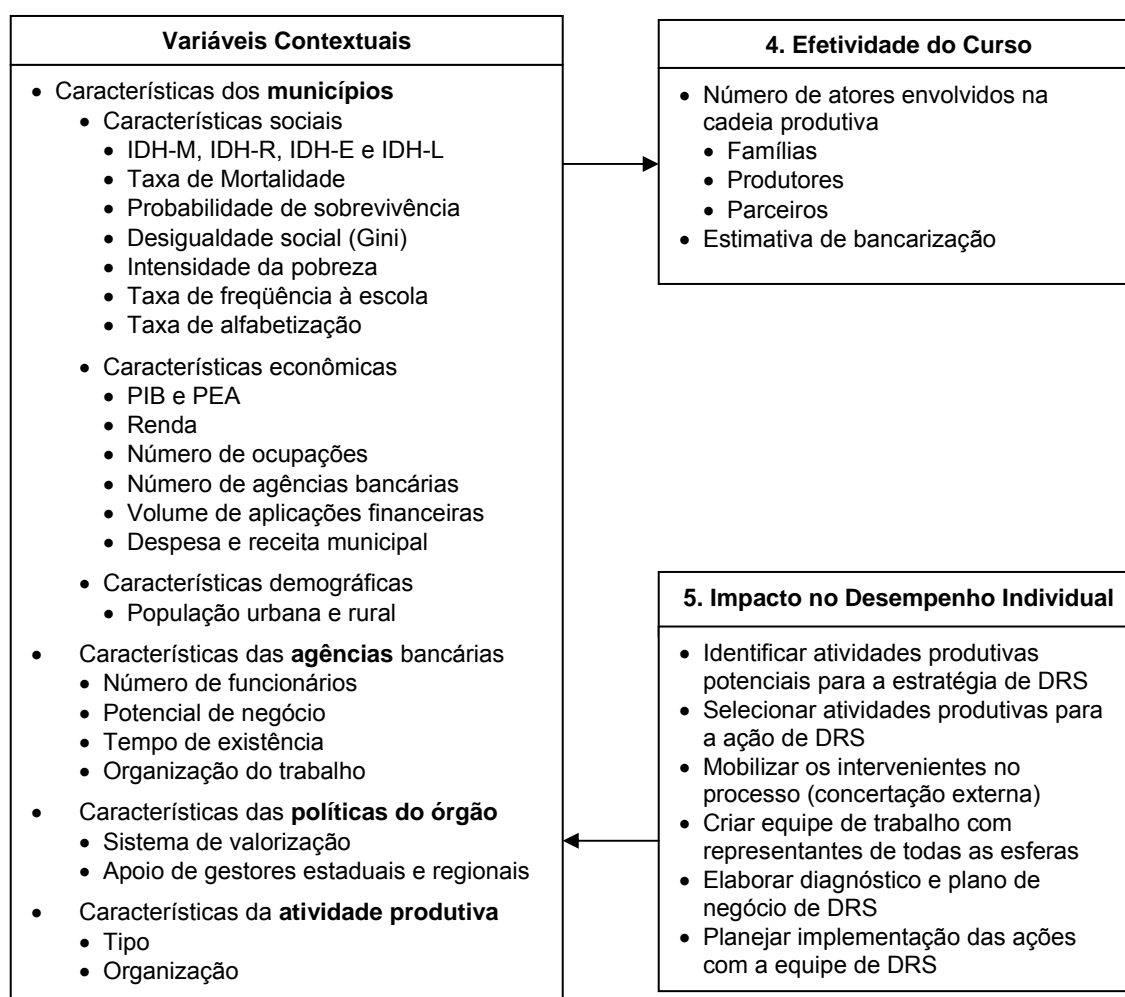 Variáveis Contextuais
• Características dos municípios
• Características sociais
• IDH-M, IDH-R, IDH-E e IDH-L
• Taxa de Mortalidade
• Probabilidade de sobrevivência
• Desigualdade social (Gini)
• Intensidade da pobreza
• Taxa de freqüência à escola
• Taxa de alfabetização
• Características econômicas
• PIB e PEA
• Renda
• Número de ocupações
• Número de agências bancárias
• Volume de aplicações financeiras
• Despesa e receita municipal
• Características demográficas
• População urbana e rural
• Características das agências bancárias
• Número de funcionários
• Potencial de negócio
• Tempo de existência
• Organização do trabalho
• Características das políticas do órgão
• Sistema de valorização
• Apoio de gestores estaduais e regionais
• Características da atividade produtiva
• Tipo
• Organização
4. Efetividade do Curso
• Número de atores envolvidos na
cadeia produtiva
• Famílias
• Produtores
• Parceiros
• Estimativa de bancarização
5. Impacto no Desempenho Individual
• Identificar atividades produtivas
potenciais para a estratégia de DRS
• Selecionar atividades produtivas para
a ação de DRS
• Mobilizar os intervenientes no
processo (concertação externa)
• Criar equipe de trabalho com
representantes de todas as esferas
• Elaborar diagnóstico e plano de
negócio de DRS
• Planejar implementação das ações
com a equipe de DRS